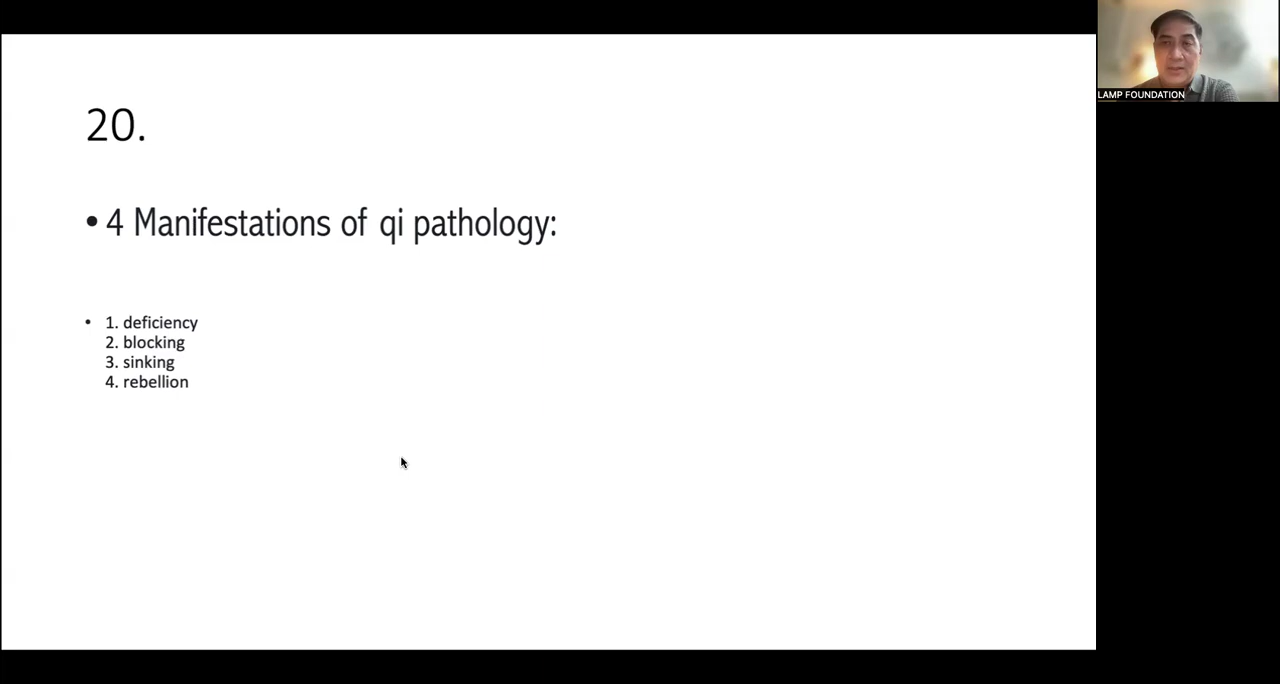 20.
• 4 Manifestations of qi pathology:
• 1. deficiency
2. blocking
3. sinking
4. rebellion
LAMP FOUNDATION